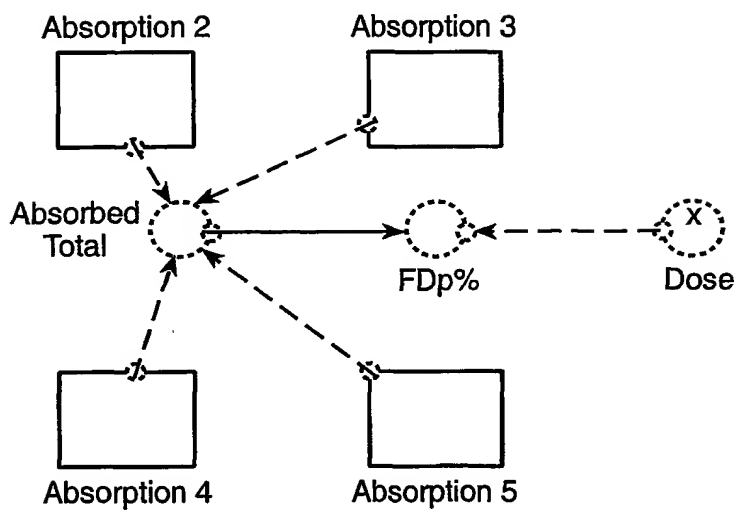 Absorption 2
Absorption 3
Absorbed
Total
x
FDp%
Dose
Absorption 4
Absorption 5